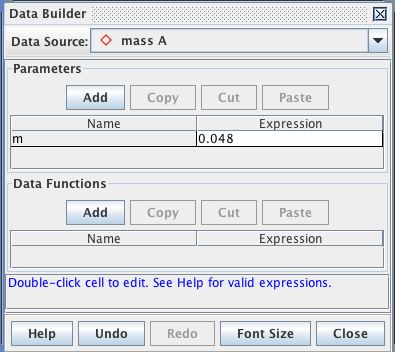 Data Builder
Data Source: mass A
Parameters
Add Copy Cut Paste
Name Expression
m 0.048
Data Functions
Add Copy Cut Paste
Name Expression
Double-click cell to edit. See Help for valid expressions.
Help Undo Redo Font Size Close